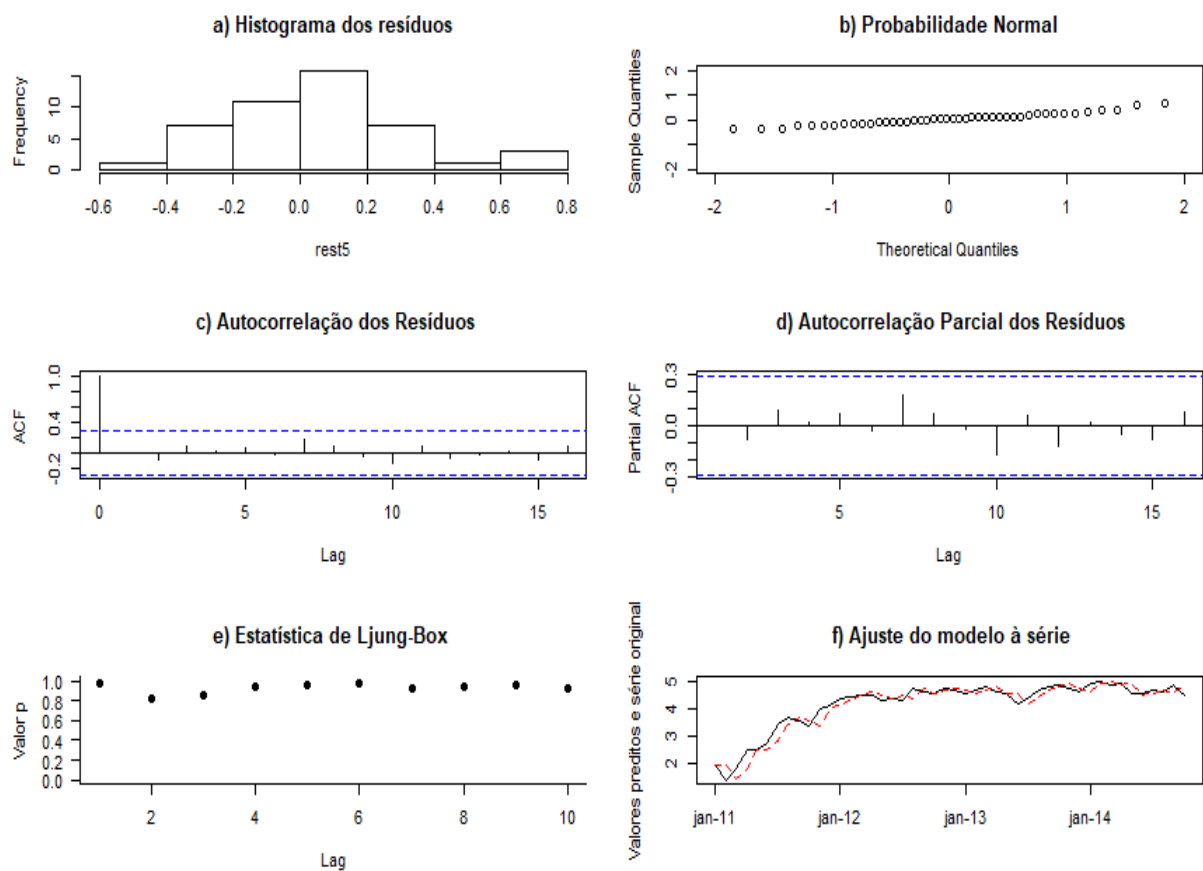 a) Histograma dos resíduos
Frequency
0 5 10
-0.6 -0.4 -0.2 0.0 0.2 0.4 0.6 0.8
rest5
b) Probabilidade Normal
Sample Quantiles
-2 0 1 2
-2 -1 0 1 2
Theoretical Quantiles
c) Autocorrelação dos Resíduos
ACF
-0.2 0.4 1.0
0 5 10 15
Lag
d) Autocorrelação Parcial dos Resíduos
Partial ACF
-0.3 0.0 0.3
5 10 15
Lag
e) Estatística de Ljung-Box
Valor p
0.0 0.2 0.4 0.6 0.8 1.0
2 4 6 8 10
Lag
f) Ajuste do modelo à série
Valores preditos e série original
2 3 4 5
jan-11 jan-12 jan-13 jan-14